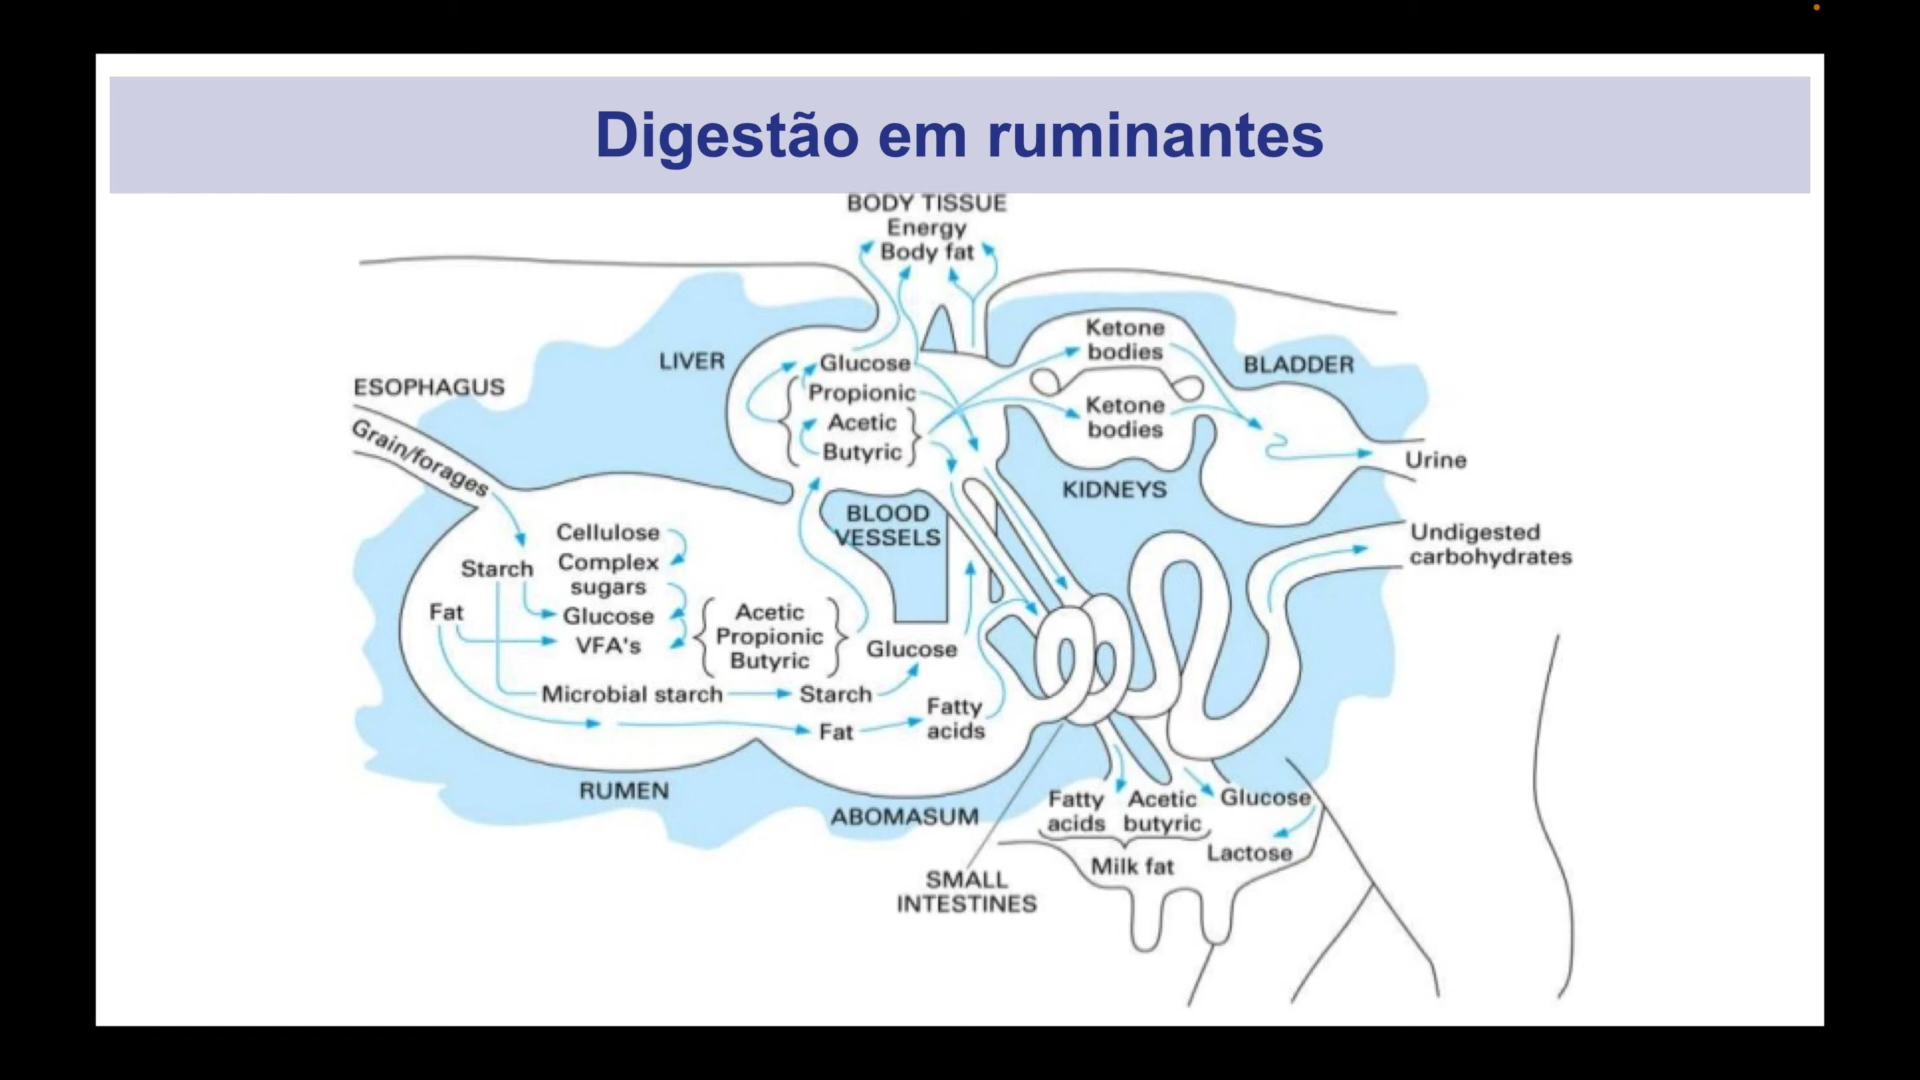 Digestão em ruminantes
BODY TISSUE
Energy
Body fat
LIVER
ESOPHAGUS
Grain/forages
Glucose
Propionic
Acetic
Butyric
Ketone
bodies
Ketone
bodies
BLADDER
KIDNEYS
Urine
BLOOD
VESSELS
Undigested
carbohydrates
Cellulose
Complex
sugars
Starch
Glucose
Fat
VFA's
Acetic
Propionic
Butyric
Glucose
Microbial starch
Starch
Fat
Fatty
acids
RUMEN
ABOMASUM
SMALL
INTESTINES
Fatty
acids
Acetic
butyric
Glucose
Milk fat
Lactose